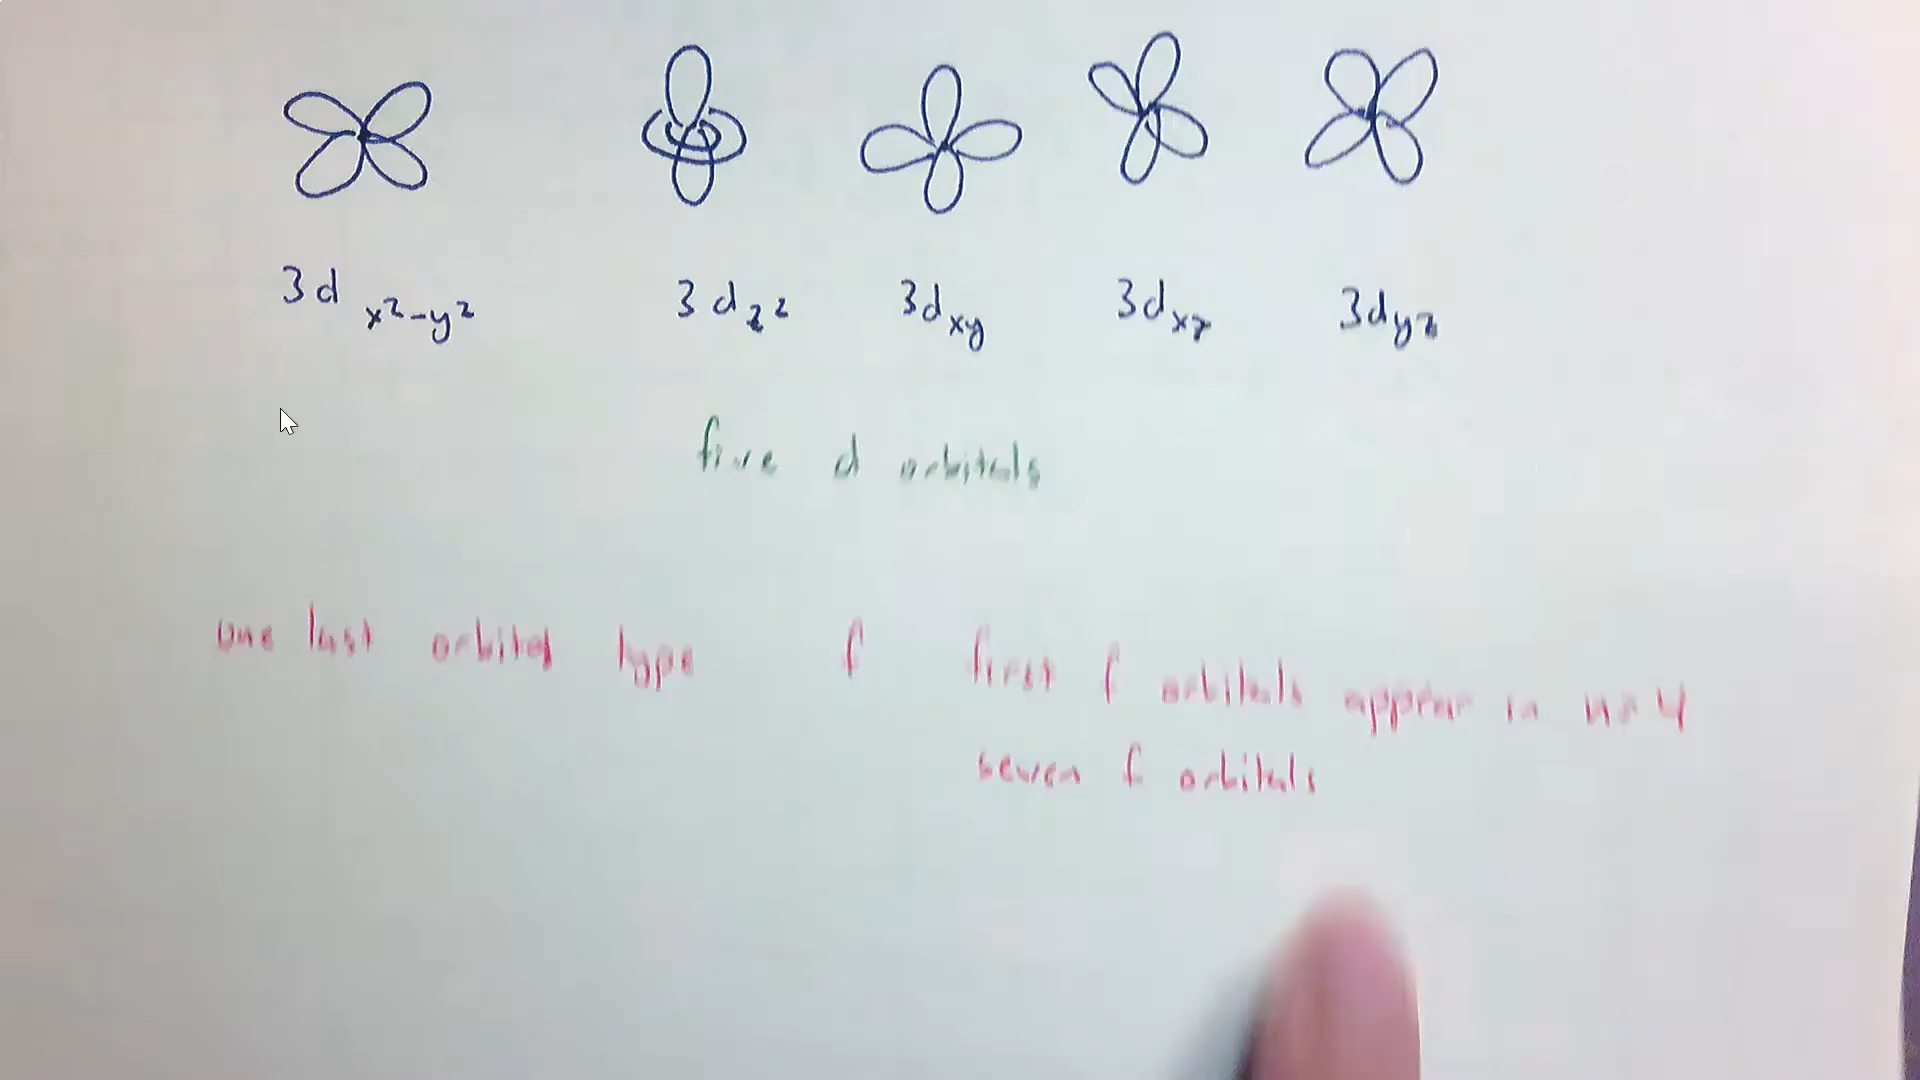 3d x²-y² 3d z² 3d xy 3d xz 3d yz
five d orbitals
one last orbital type f first f orbitals appear in n=4
seven f orbitals